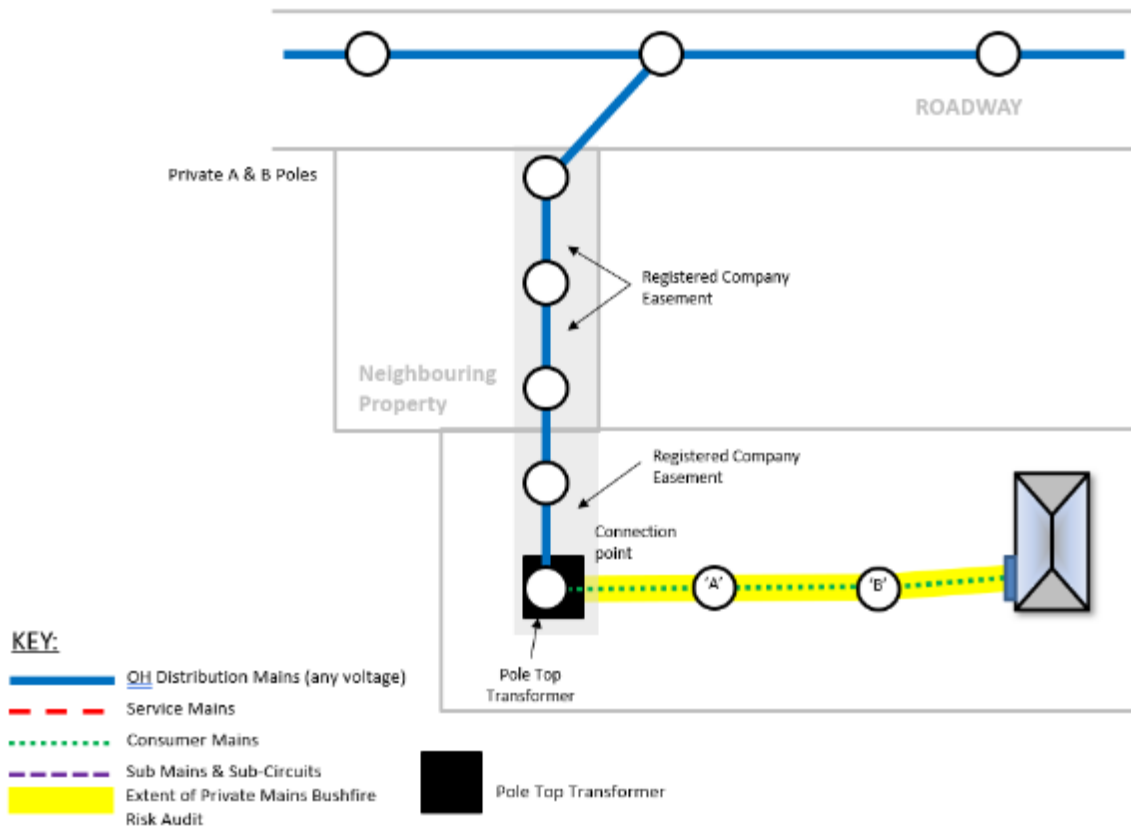 ROADWAY
Private A & B Poles
Registered Company
Easement
Neighbouring
Property
Registered Company
Easement
Connection
point
'A'
'B'
Pole Top
Transformer
KEY:
OH Distribution Mains (any voltage)
Service Mains
Consumer Mains
Sub Mains & Sub-Circuits
Extent of Private Mains Bushfire
Risk Audit
Pole Top Transformer